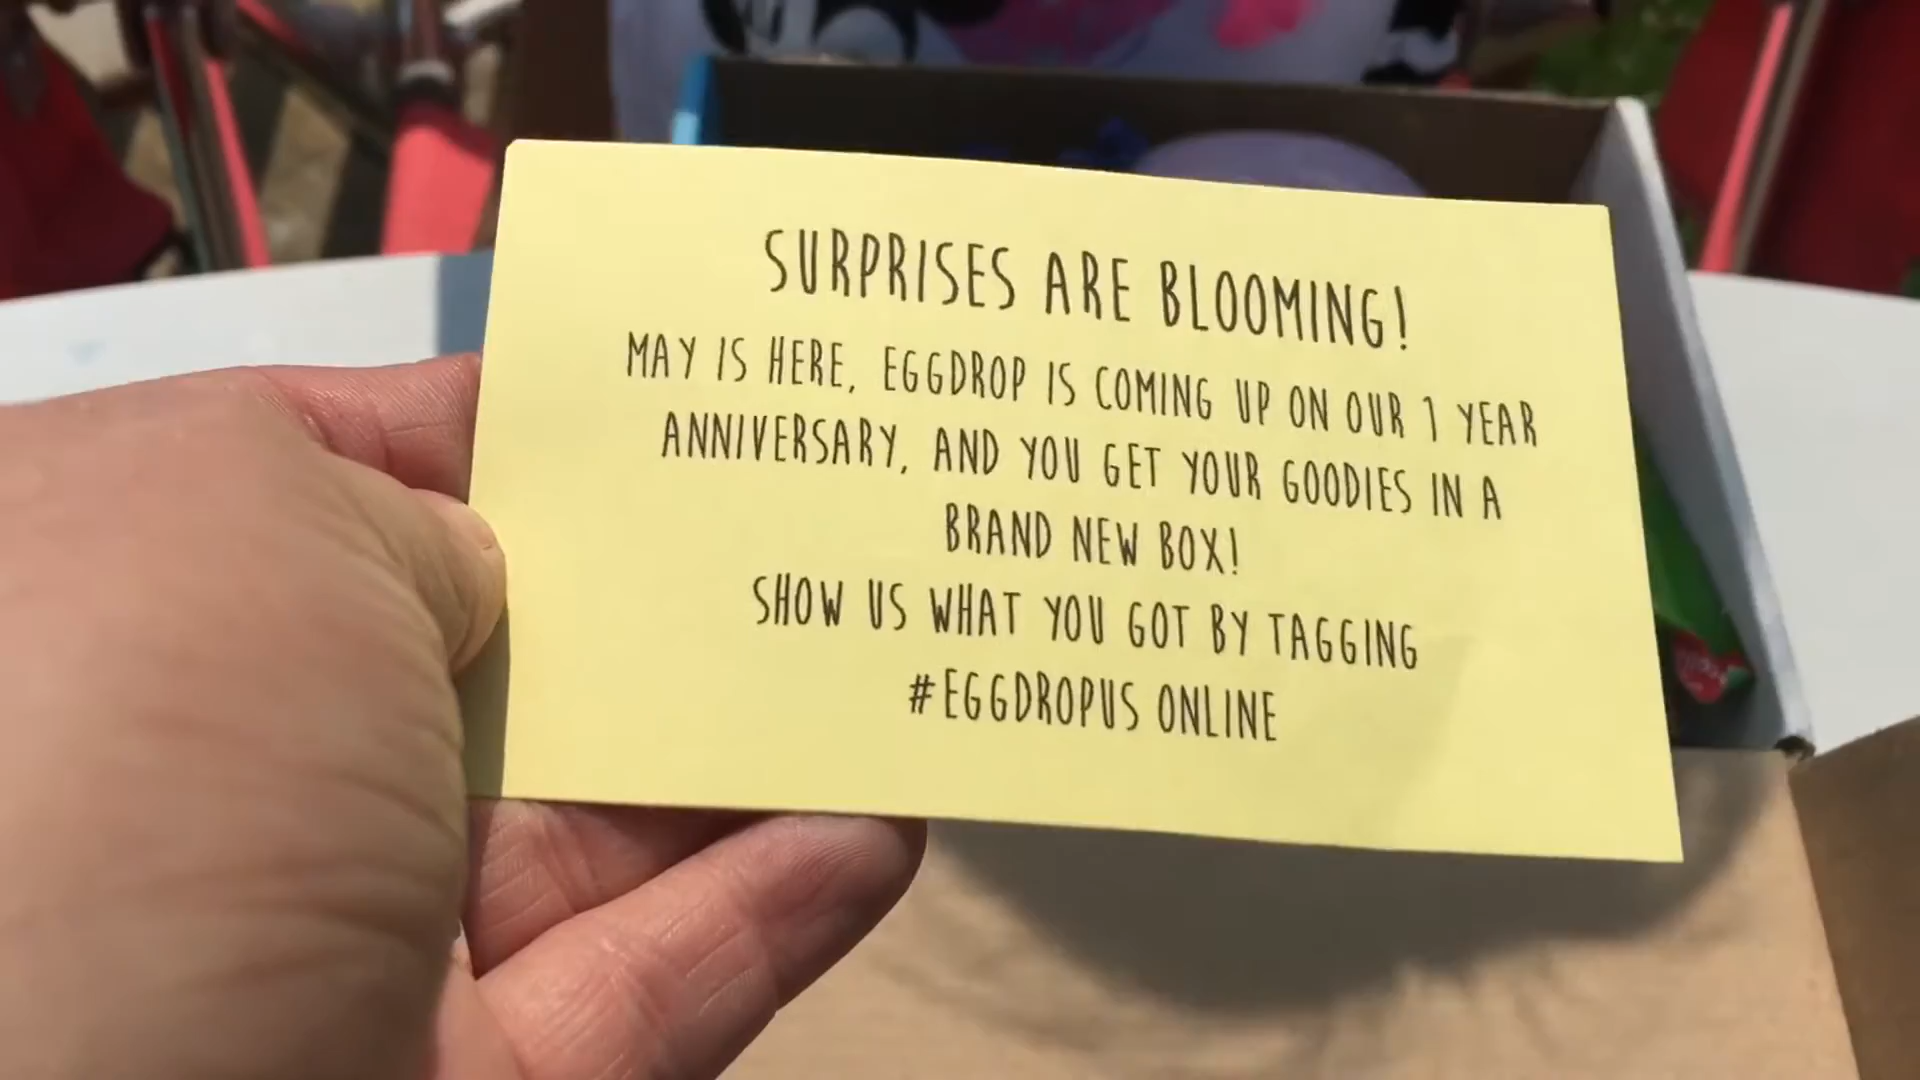 SURPRISES ARE BLOOMING!
MAY IS HERE, EGGDROP IS COMING UP ON OUR 1 YEAR
ANNIVERSARY, AND YOU GET YOUR GOODIES IN A
BRAND NEW BOX!
SHOW US WHAT YOU GOT BY TAGGING
#EGGDROPUS ONLINE